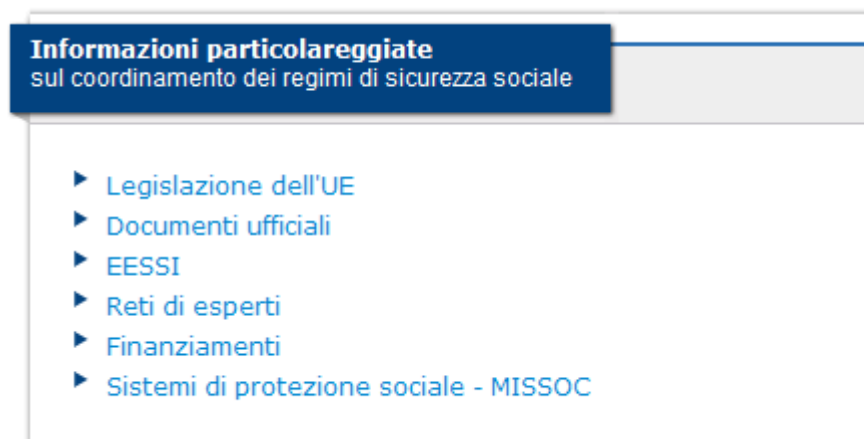 Informazioni particolareggiate
sul coordinamento dei regimi di sicurezza sociale
Legislazione dell'UE
Documenti ufficiali
EESSI
Reti di esperti
Finanziamenti
Sistemi di protezione sociale - MISSOC